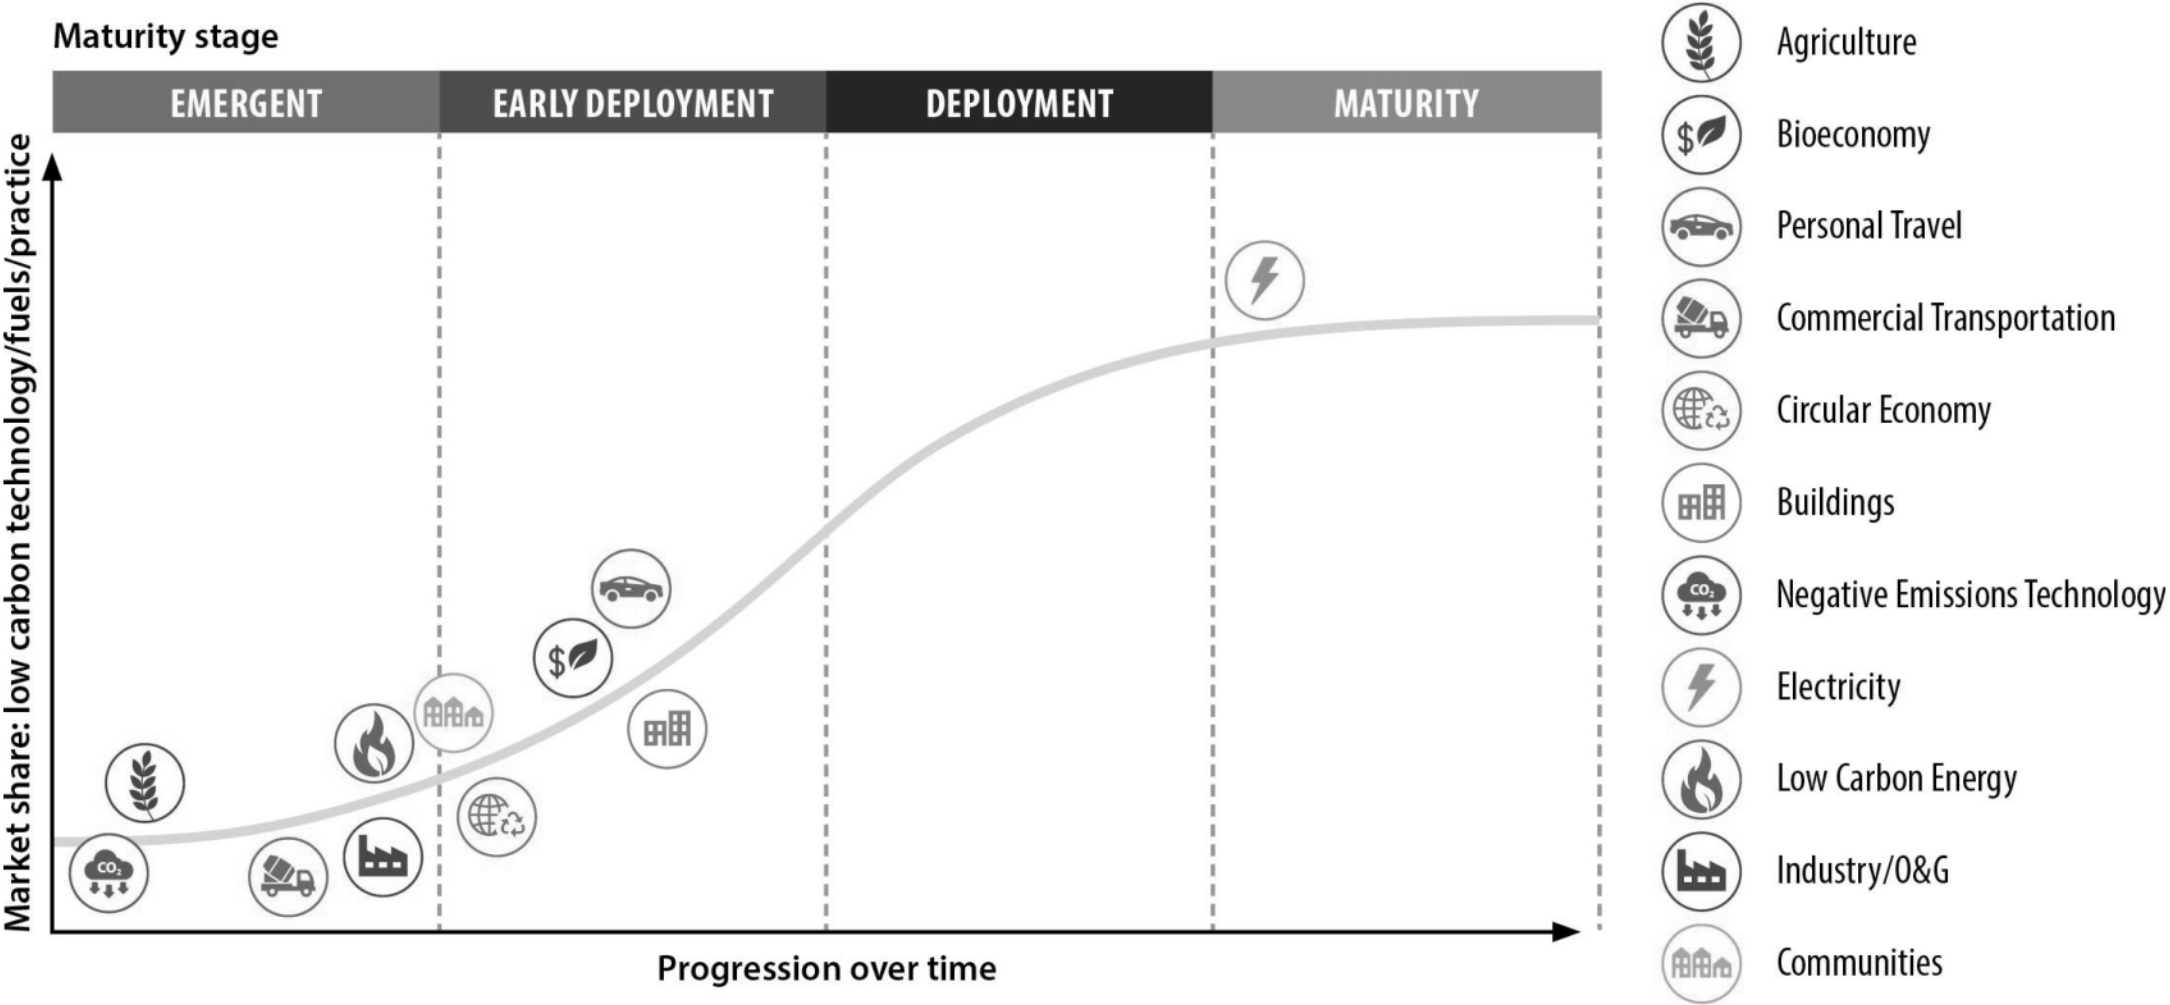 Maturity stage
EMERGENT
EARLY DEPLOYMENT
DEPLOYMENT
MATURITY
Market share: low carbon technology/fuels/practice
$
CO₂
$
CO₂
Progression over time
Agriculture
Bioeconomy
Personal Travel
Commercial Transportation
Circular Economy
Buildings
Negative Emissions Technology
Electricity
Low Carbon Energy
Industry/O&G
Communities